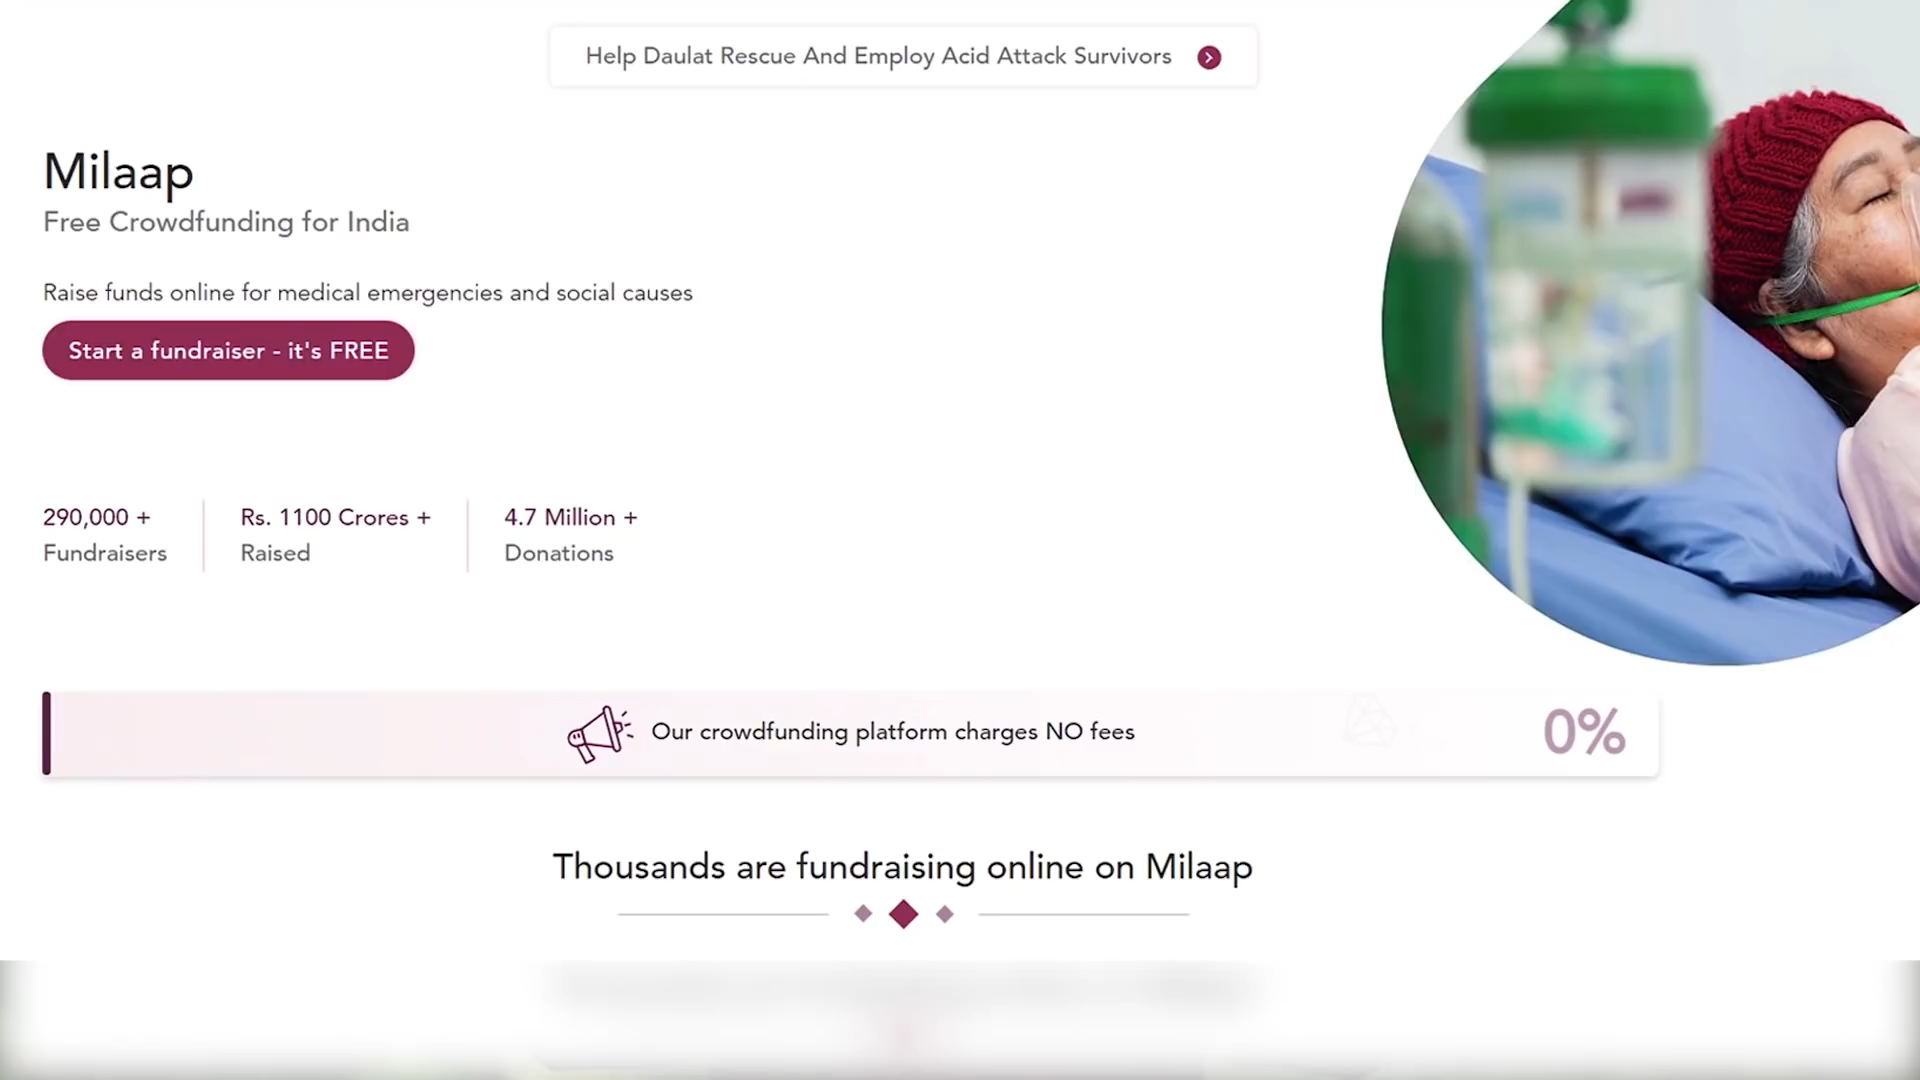 Help Daulat Rescue And Employ Acid Attack Survivors
Milaap
Free Crowdfunding for India
Raise funds online for medical emergencies and social causes
Start a fundraiser - it's FREE
290,000 +
Fundraisers
Rs. 1100 Crores +
Raised
4.7 Million +
Donations
Our crowdfunding platform charges NO fees
0%
Thousands are fundraising online on Milaap